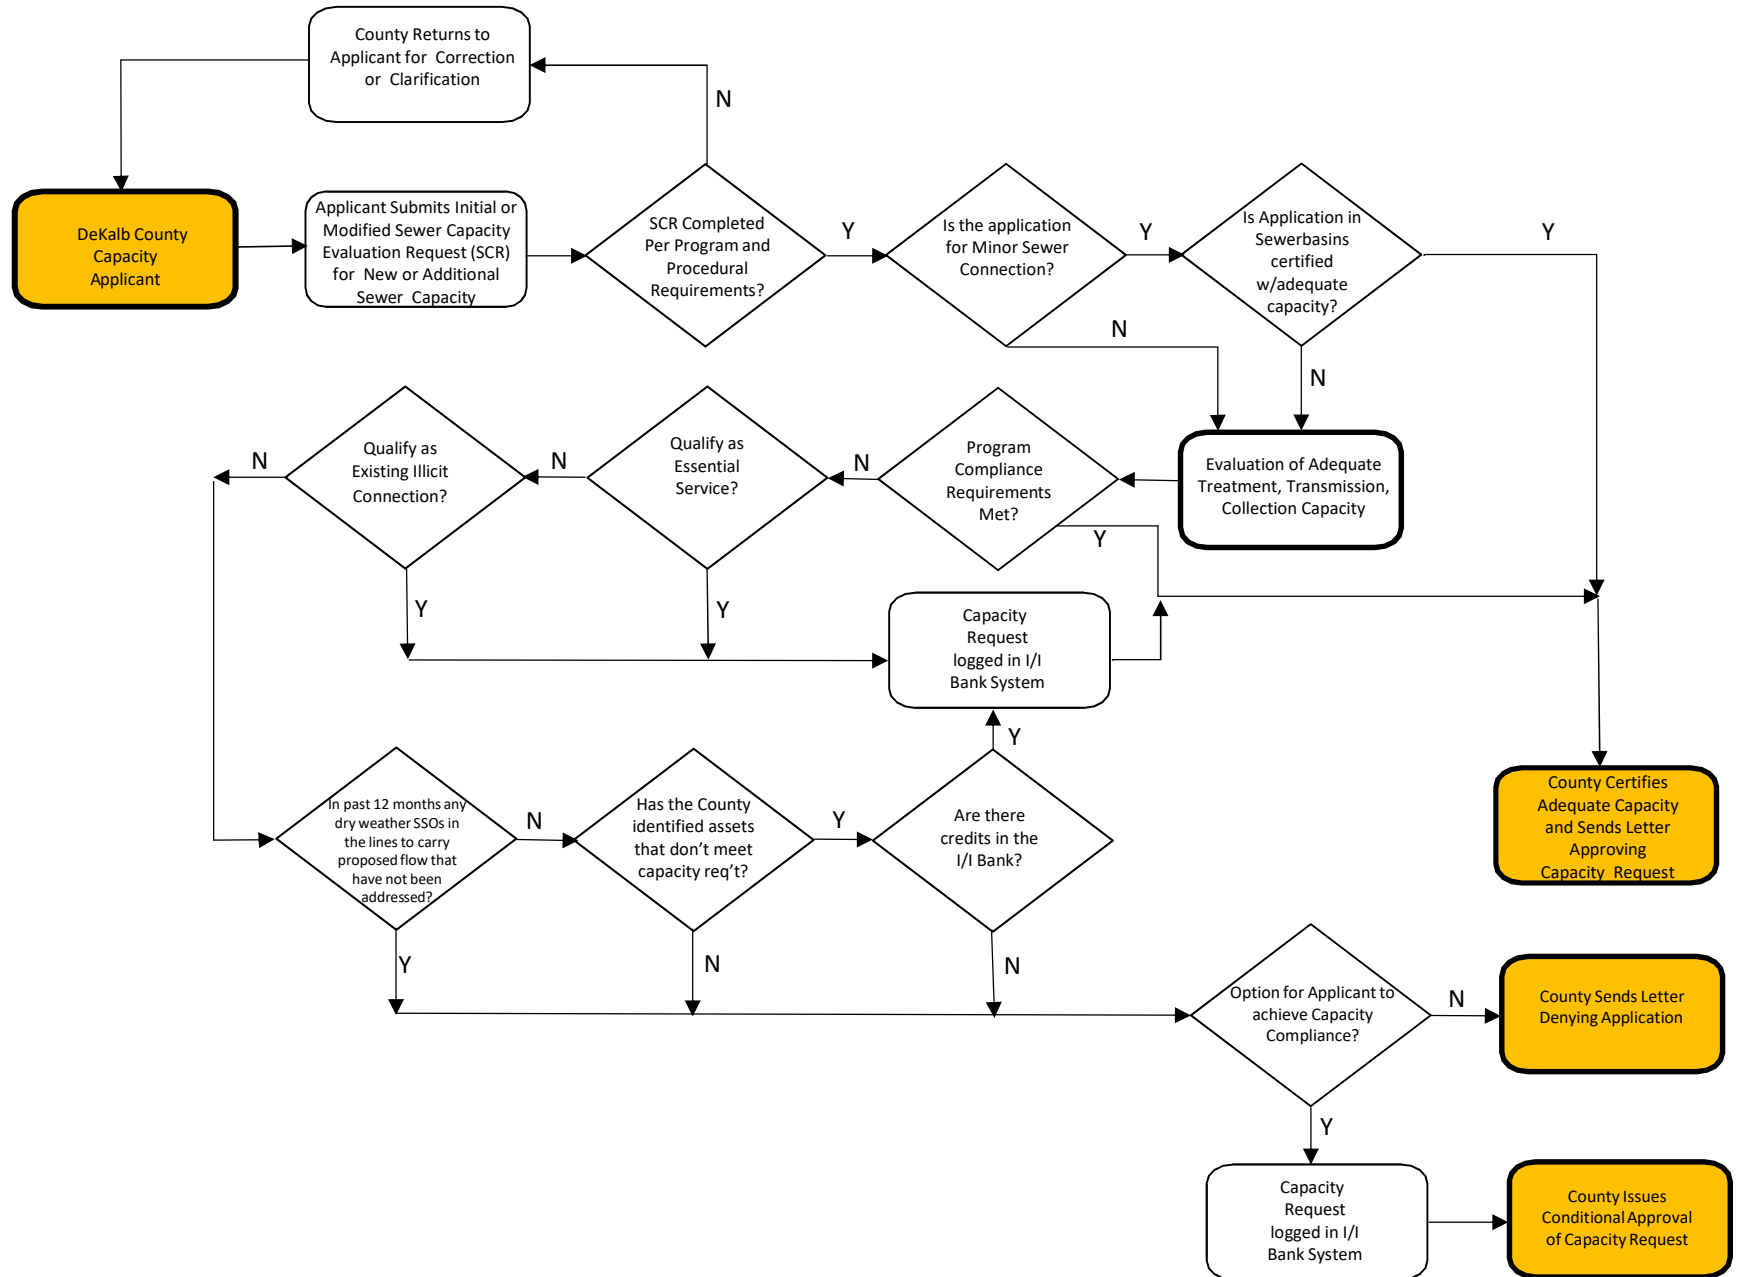 County Returns to
Applicant for Correction
or Clarification
N
DeKalb County
Capacity
Applicant
Applicant Submits Initial or
Modified Sewer Capacity
Evaluation Request (SCR)
for New or Additional
Sewer Capacity
SCR Completed
Per Program and
Procedural
Requirements?
Y
Is the application
for Minor Sewer
Connection?
Y
Is Application in
Sewerbasins
certified
w/adequate
capacity?
Y
N
N
Qualify as
Existing Illicit
Connection?
N
Qualify as
Essential
Service?
N
Program
Compliance
Requirements
Met?
N
Evaluation of Adequate
Treatment, Transmission,
Collection Capacity
Y
Y
Y
Capacity
Request
logged in I/I
Bank System
Y
In past 12 months any
dry weather SSOs in
the lines to carry
proposed flow that
have not been
addressed?
N
Has the County
identified assets
that don't meet
capacity req't?
Y
Are there
credits in the
I/I Bank?
County Certifies
Adequate Capacity
and Sends Letter
Approving
Capacity Request
Y
N
N
Option for Applicant to
achieve Capacity
Compliance?
N
County Sends Letter
Denying Application
Y
Capacity
Request
logged in I/I
Bank System
County Issues
Conditional Approval
of Capacity Request